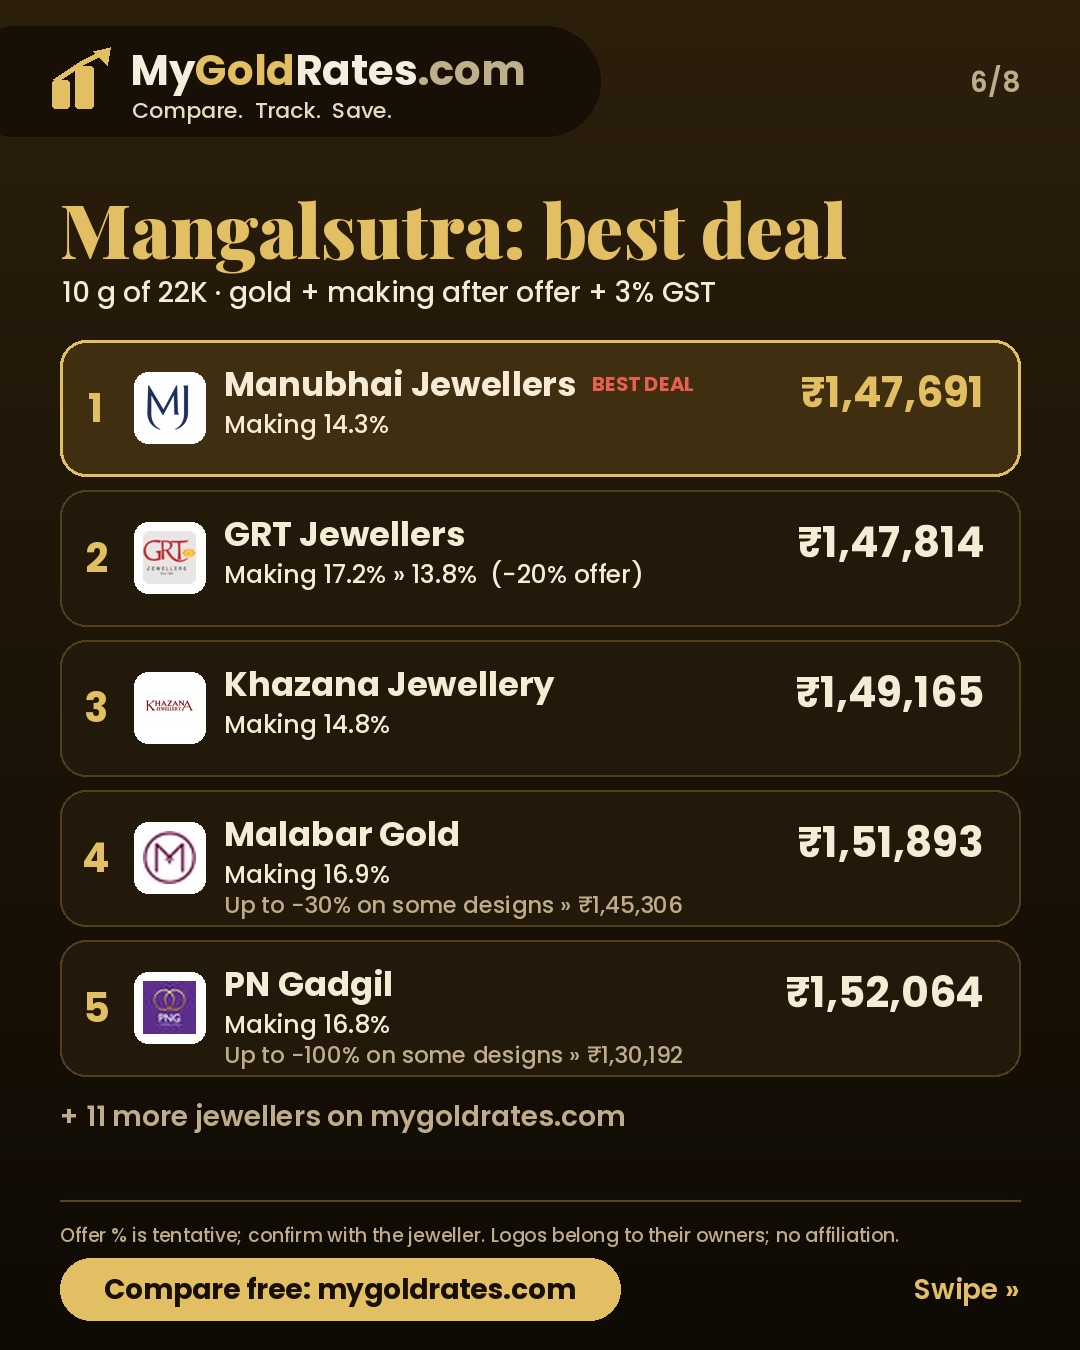 MyGoldRates.com
Compare. Track. Save.
6/8
Mangalsutra: best deal
10 g of 22K · gold + making after offer + 3% GST
1
MJ
Manubhai Jewellers BEST DEAL
₹1,47,691
Making 14.3%
2
GRT
JEWELLERS
GRT Jewellers
₹1,47,814
Making 17.2% » 13.8% (-20% offer)
3
KHAZANA
JEWELLERY
Khazana Jewellery
₹1,49,165
Making 14.8%
4
M
Malabar Gold
₹1,51,893
Making 16.9%
Up to -30% on some designs » ₹1,45,306
5
PNG
PN Gadgil
₹1,52,064
Making 16.8%
Up to -100% on some designs » ₹1,30,192
+ 11 more jewellers on mygoldrates.com
Offer % is tentative; confirm with the jeweller. Logos belong to their owners; no affiliation.
Compare free: mygoldrates.com
Swipe »